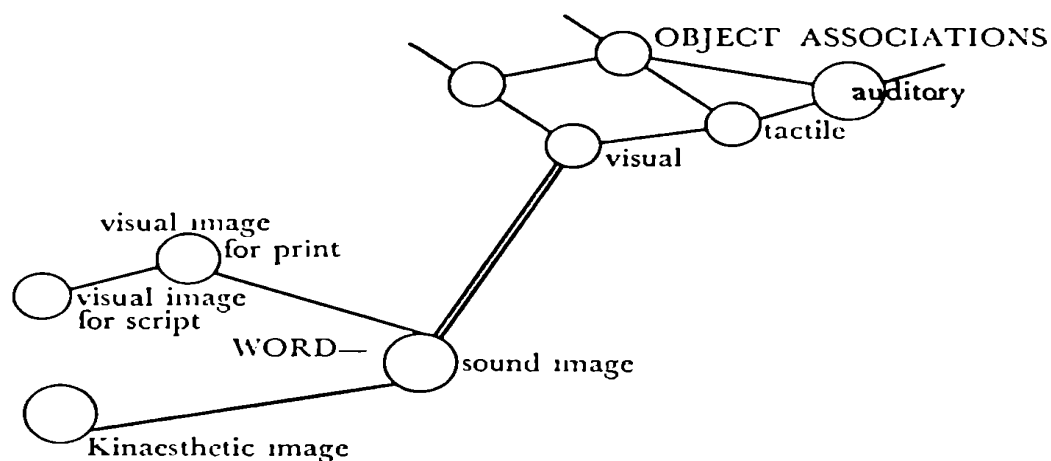 OBJECT ASSOCIATIONS
auditory
tactile
visual
visual image
for print
visual image
for script
WORD—
sound image
Kinaesthetic image